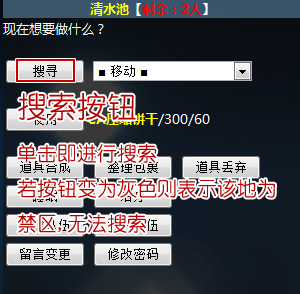 清水池【剩余：2人】
现在想要做什么？
搜寻 ■ 移动 ■
搜索按钮
使用 压缩饼干/300/60
单击即进行搜索
道具合成 整理包裹 道具丢弃
若按钮变为灰色则表示该地为
禁区，无法搜索
留言变更 修改密码